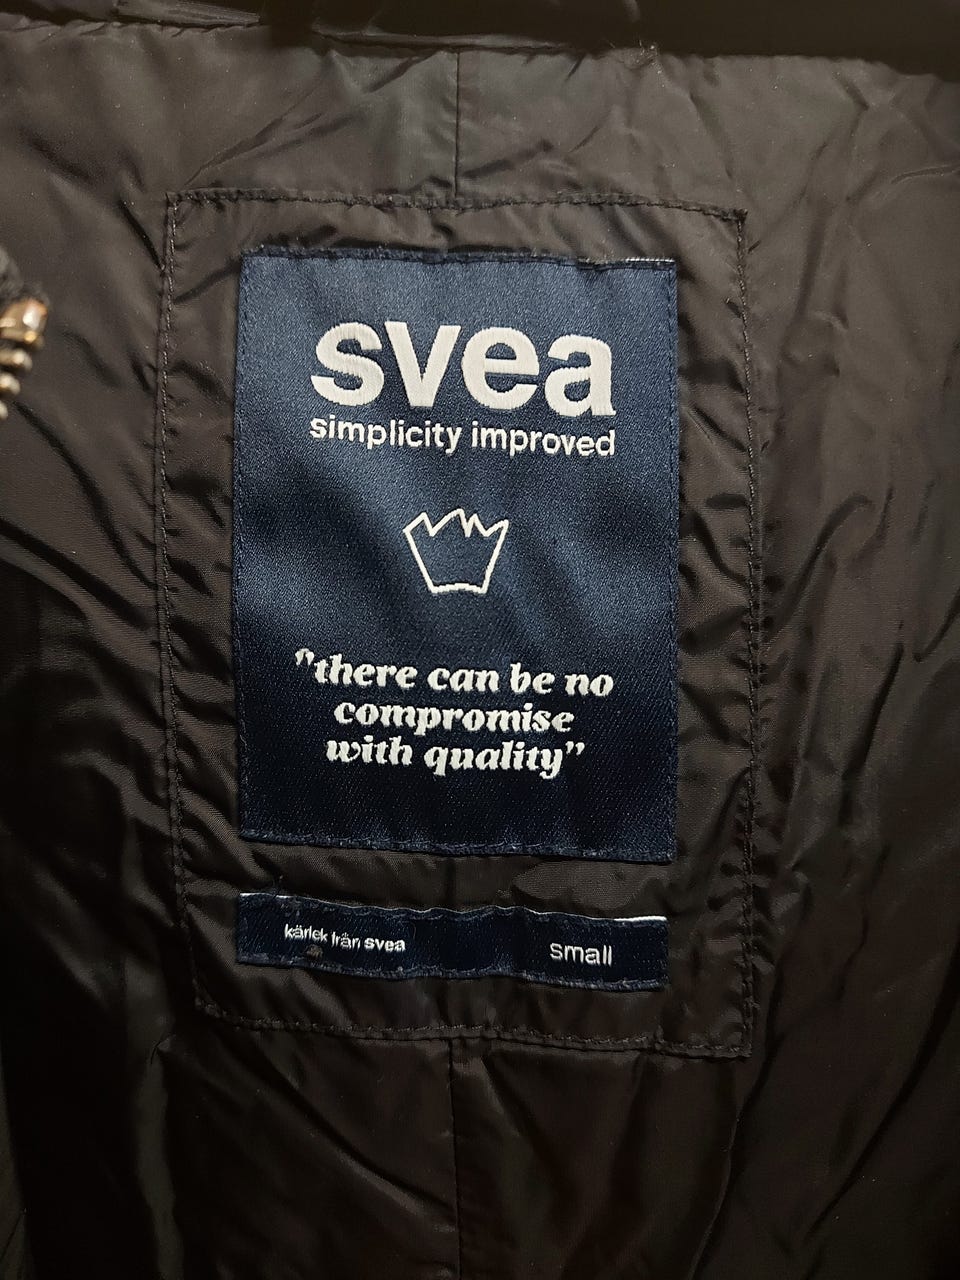 svea
simplicity improved
"there can be no
compromise
with quality"
kärlek från svea
small